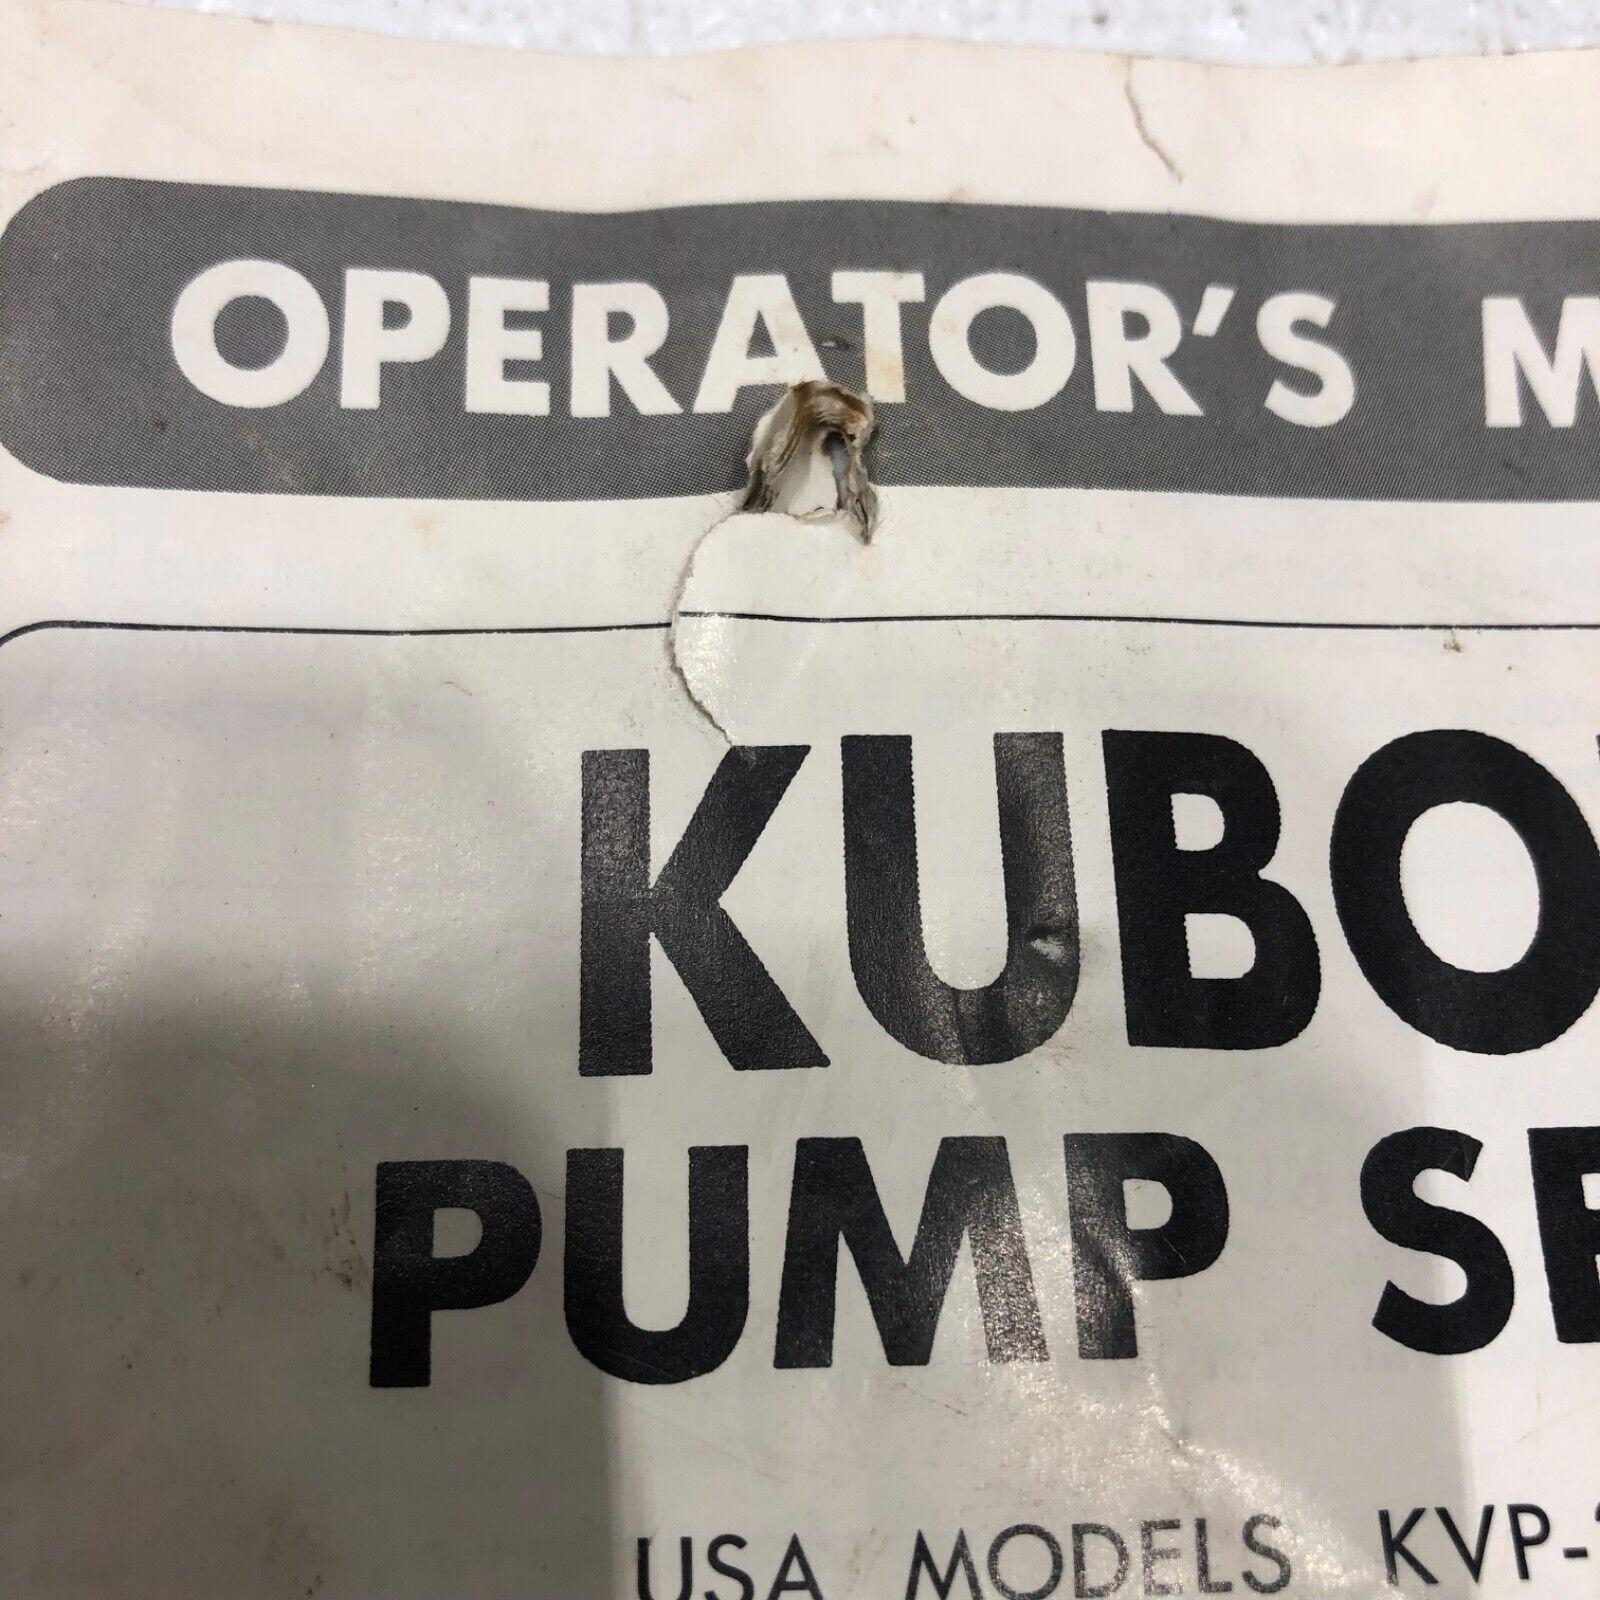 OPERATOR'S M
KUBO
PUMP SE
USA MODELS KVP-